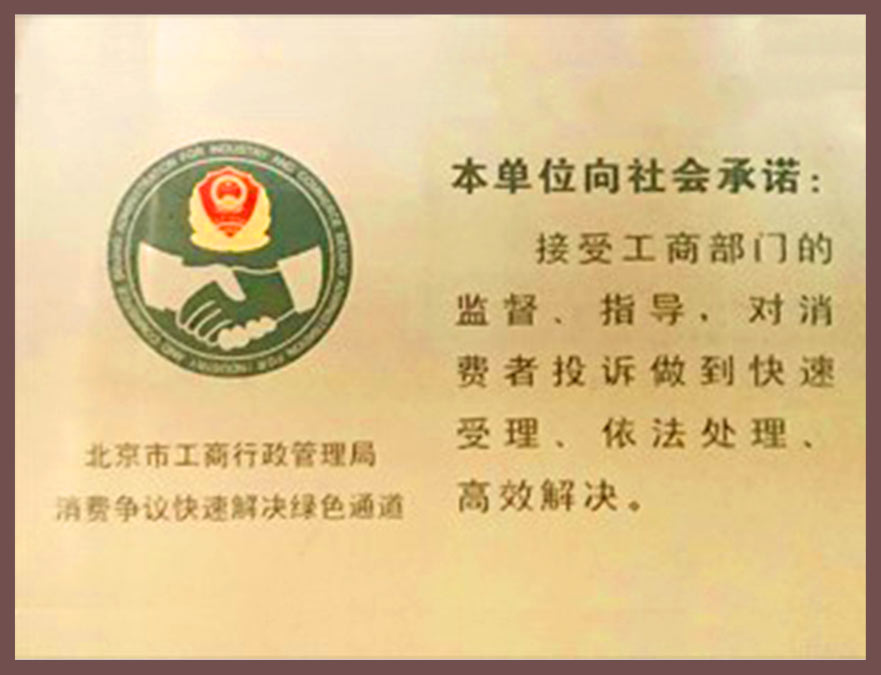 BEIJING ADMINISTRATION FOR INDUSTRY AND COMMERCE BEIJING ADMINISTRATION FOR INDUSTRY AND COMMERCE
北京市工商行政管理局
消费争议快速解决绿色通道
本单位向社会承诺：
接受工商部门的
监督、指导，对消
费者投诉做到快速
受理、依法处理、
高效解决。